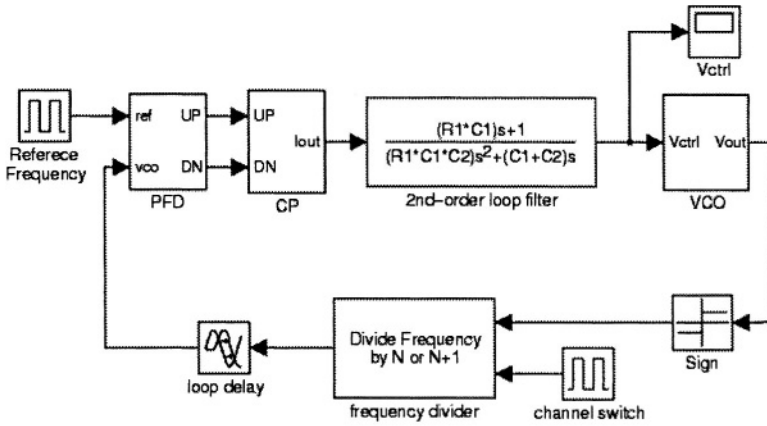 Vctrl
ref UP
vco DN
PFD
UP
DN
Iout
CP
(R1*C1)s+1
(R1*C1*C2)s²+(C1+C2)s
2nd-order loop filter
Vctrl Vout
VCO
Referece
Frequency
loop delay
Divide Frequency
by N or N+1
frequency divider
channel switch
Sign